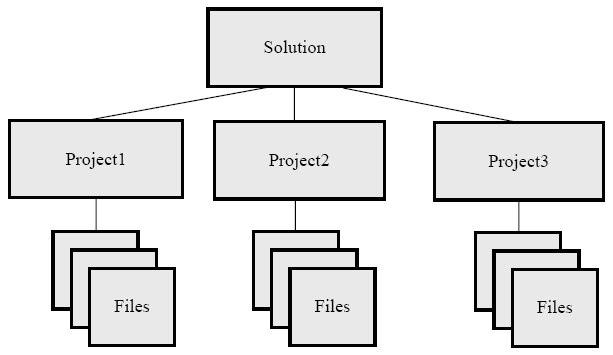 Solution
Project1
Project2
Project3
Files
Files
Files